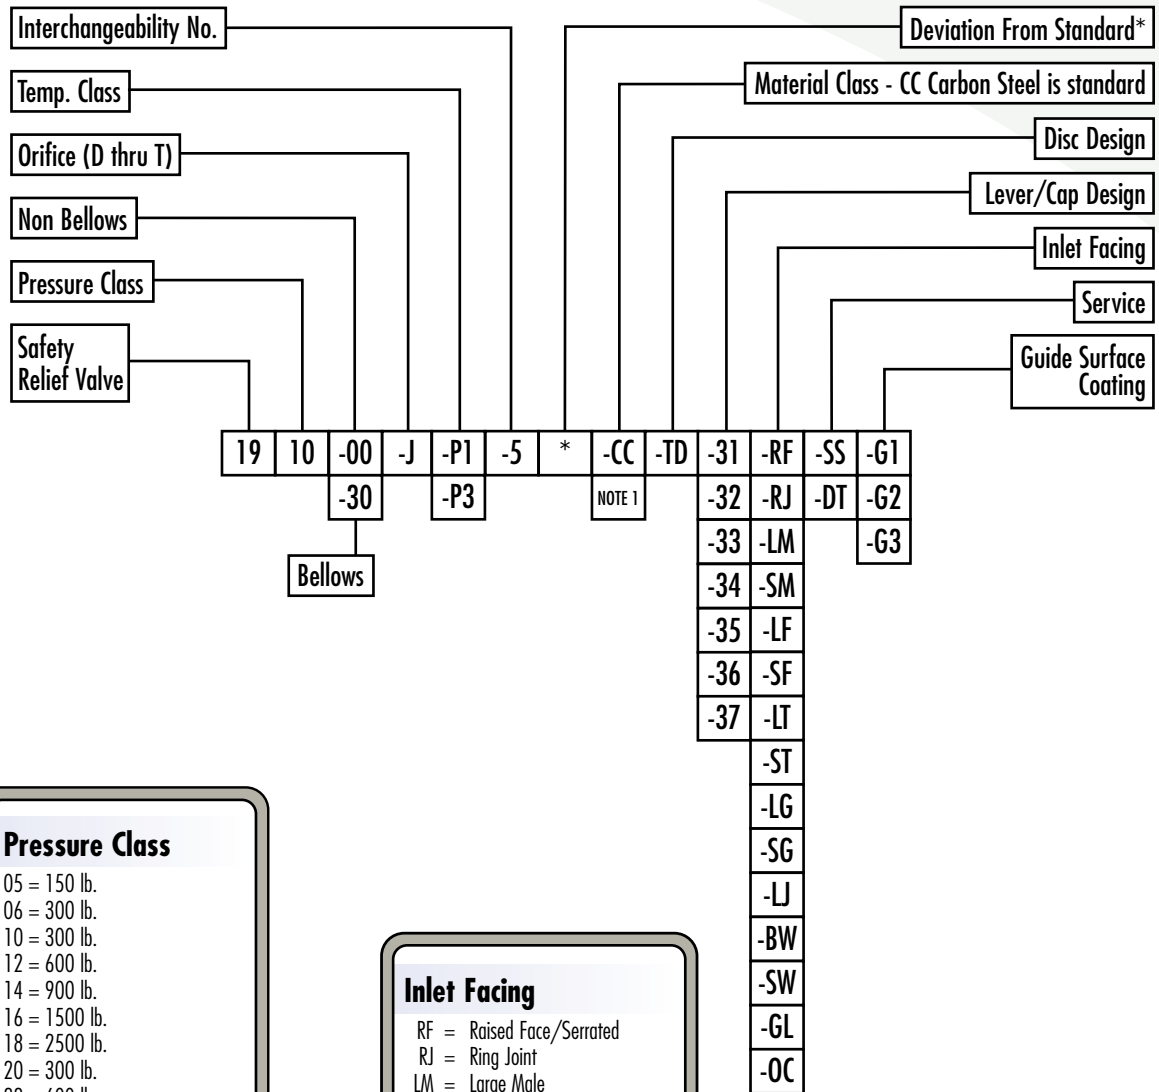 Interchangeability No.
Temp. Class
Orifice (D thru T)
Non Bellows
Pressure Class
Safety
Relief Valve
Deviation From Standard*
Material Class - CC Carbon Steel is standard
Disc Design
Lever/Cap Design
Inlet Facing
Service
Guide Surface
Coating
19 10 -00 -J -P1 -5 * -CC -TD -31 -RF -SS -G1
-30 -P3 NOTE 1 -32 -RJ -DT -G2
-33 -LM -G3
Bellows
-34 -SM
-35 -LF
-36 -SF
-37 -LT
-ST
-LG
-SG
-LJ
-BW
-SW
-GL
-OC
Pressure Class
05 = 150 lb.
06 = 300 lb.
10 = 300 lb.
12 = 600 lb.
14 = 900 lb.
16 = 1500 lb.
18 = 2500 lb.
20 = 300 lb.
Inlet Facing
RF = Raised Face/Serrated
RJ = Ring Joint
LM = Large Male